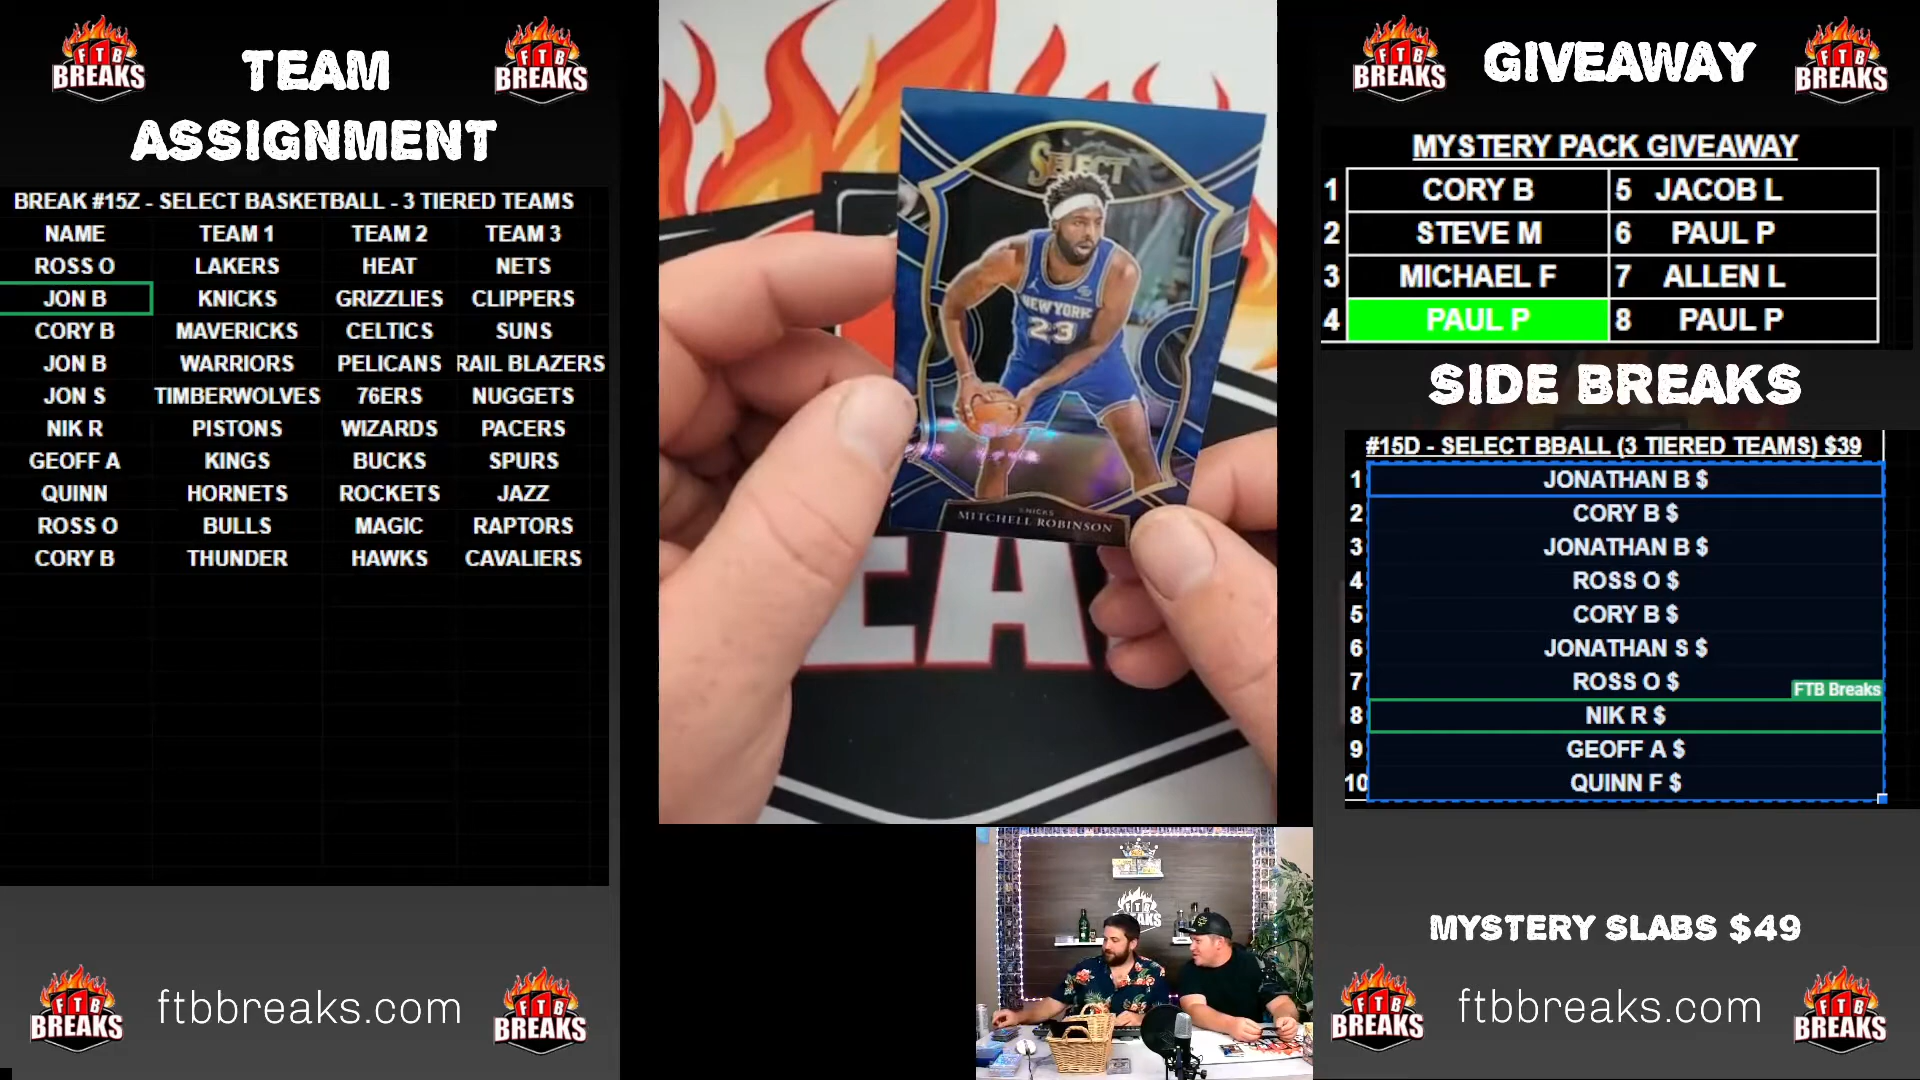 FTB
BREAKS
TEAM
ASSIGNMENT
FTB
BREAKS
BREAK #15Z - SELECT BASKETBALL - 3 TIERED TEAMS
NAME TEAM 1 TEAM 2 TEAM 3
ROSS O LAKERS HEAT NETS
JON B KNICKS GRIZZLIES CLIPPERS
CORY B MAVERICKS CELTICS SUNS
JON B WARRIORS PELICANS RAIL BLAZERS
JON S TIMBERWOLVES 76ERS NUGGETS
NIK R PISTONS WIZARDS PACERS
GEOFF A KINGS BUCKS SPURS
QUINN HORNETS ROCKETS JAZZ
ROSS O BULLS MAGIC RAPTORS
CORY B THUNDER HAWKS CAVALIERS
FTB
BREAKS
ftbbreaks.com
FTB
BREAKS
SELECT
NEW YORK
23
KNICKS
MITCHELL ROBINSON
EA
FTB
BREAKS
FTB
BREAKS
GIVEAWAY
FTB
BREAKS
MYSTERY PACK GIVEAWAY
1 CORY B 5 JACOB L
2 STEVE M 6 PAUL P
3 MICHAEL F 7 ALLEN L
4 PAUL P 8 PAUL P
SIDE BREAKS
#15D - SELECT BBALL (3 TIERED TEAMS) $39
1 JONATHAN B $
2 CORY B $
3 JONATHAN B $
4 ROSS O $
5 CORY B $
6 JONATHAN S $
7 ROSS O $
FTB Breaks
8 NIK R $
9 GEOFF A $
10 QUINN F $
MYSTERY SLABS $49
FTB
BREAKS
ftbbreaks.com
FTB
BREAKS